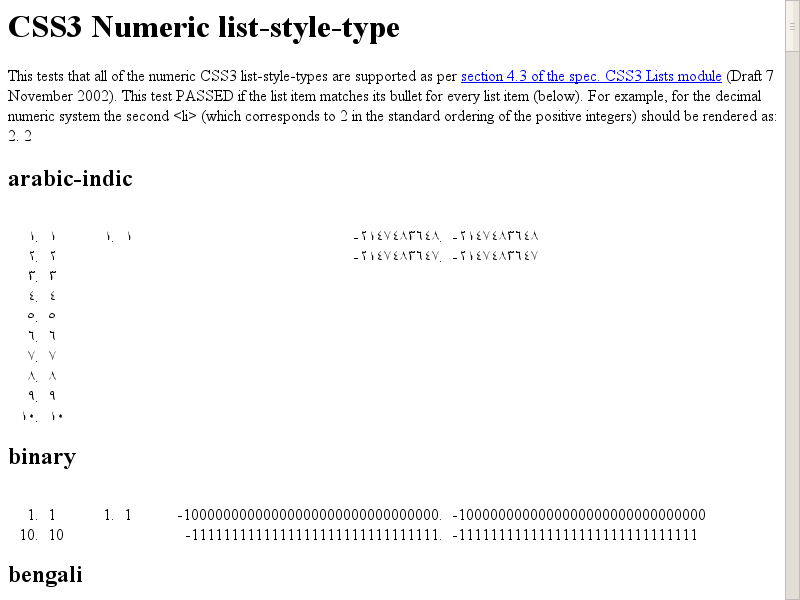 CSS3 Numeric list-style-type
This tests that all of the numeric CSS3 list-style-types are supported as per section 4.3 of the spec. CSS3 Lists module (Draft 7
November 2002). This test PASSED if the list item matches its bullet for every list item (below). For example, for the decimal
numeric system the second <li> (which corresponds to 2 in the standard ordering of the positive integers) should be rendered as:
2. 2
arabic-indic
١. ١ ١. ١ -٢١٤٧٤٨٣٦٤٨. -٢١٤٧٤٨٣٦٤٨
٢. ٢ -٢١٤٧٤٨٣٦٤٧. -٢١٤٧٤٨٣٦٤٧
٣. ٣
٤. ٤
٥. ٥
٦. ٦
٧. ٧
٨. ٨
٩. ٩
١٠. ١٠
binary
1. 1 1. 1 -10000000000000000000000000000000. -10000000000000000000000000000000
10. 10 -1111111111111111111111111111111. -1111111111111111111111111111111
bengali